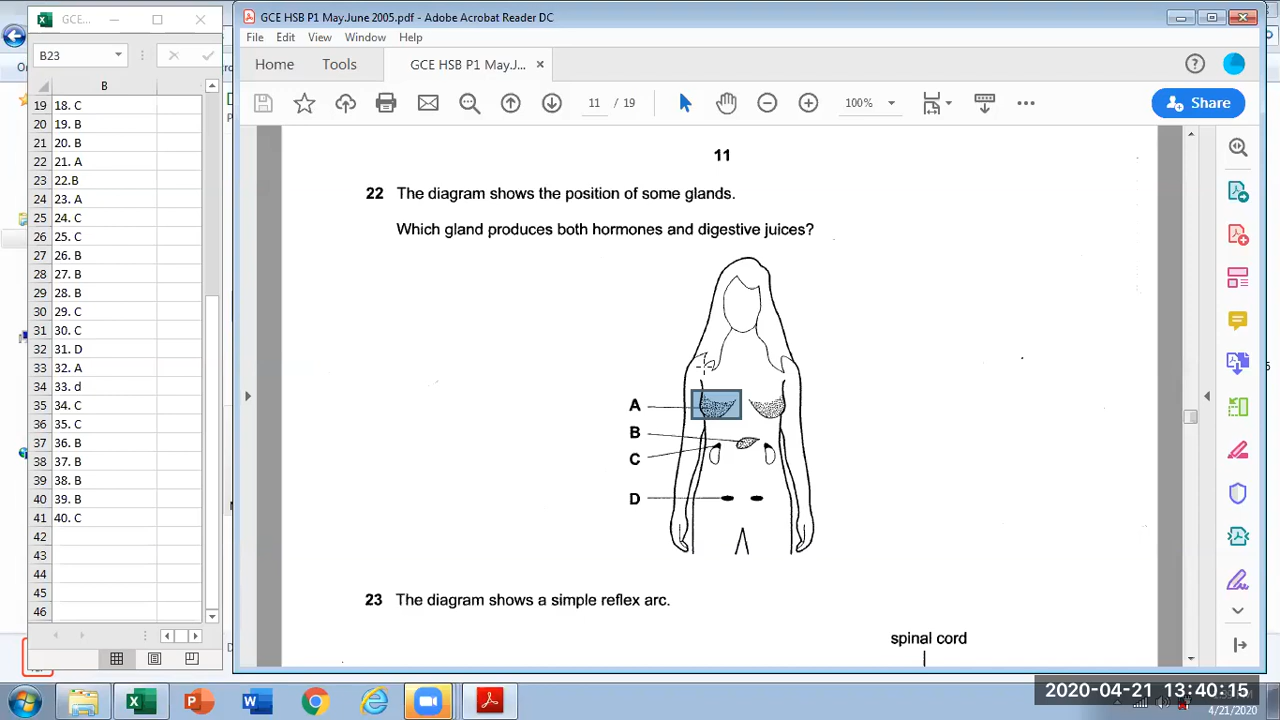 GCE...
GCE HSB P1 May.June 2005.pdf - Adobe Acrobat Reader DC
B23
File Edit View Window Help
Home Tools GCE HSB P1 May.J... ×
11 / 19
100%
Share
B
19 18. C
20 19. B
21 20. B
22 21. A
23 22.B
24 23. A
25 24. C
26 25. C
27 26. B
28 27. B
29 28. B
30 29. C
31 30. C
32 31. D
33 32. A
34 33. d
35 34. C
36 35. C
37 36. B
38 37. B
39 38. B
40 39. B
41 40. C
42
43
44
45
46
11
22 The diagram shows the position of some glands.
Which gland produces both hormones and digestive juices?
A
B
C
D
23 The diagram shows a simple reflex arc.
spinal cord
2020-04-21 13:40:15
4/21/2020